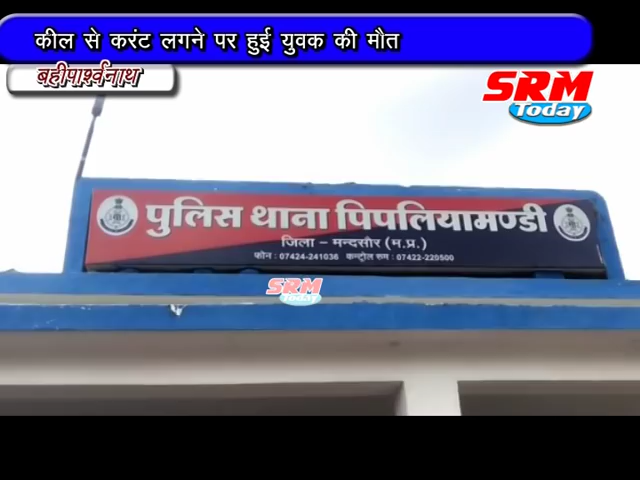 कील से करंट लगने पर हुई युवक की मौत
बहीपार्श्वनाथ
SRM
Today
पुलिस थाना पिपलियामण्डी
जिला – मन्दसौर (म.प्र.)
फोन : 07424-241036 कन्ट्रोल रुम : 07422-220500
SRM
Today